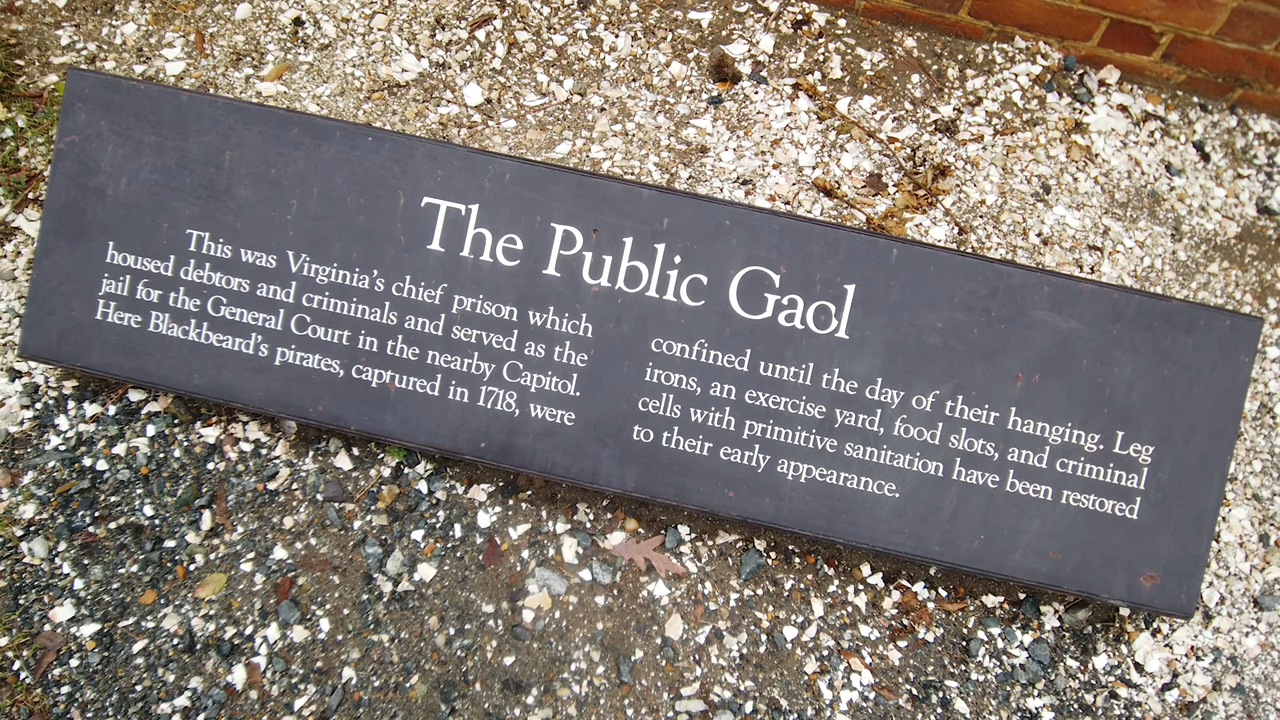 The Public Gaol
This was Virginia's chief prison which
housed debtors and criminals and served as the
jail for the General Court in the nearby Capitol.
Here Blackbeard's pirates, captured in 1718, were
confined until the day of their hanging. Leg
irons, an exercise yard, food slots, and criminal
cells with primitive sanitation have been restored
to their early appearance.